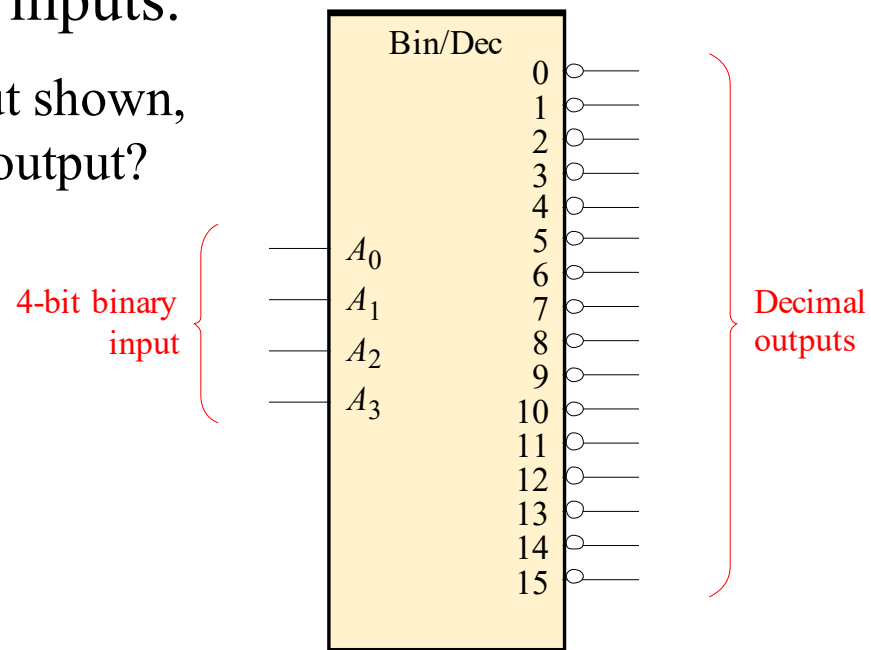 inputs.
shown,
output?
Bin/Dec
0
1
2
3
4
5
6
7
8
9
10
11
12
13
14
15
A0
A1
A2
A3
4-bit binary
input
Decimal
outputs